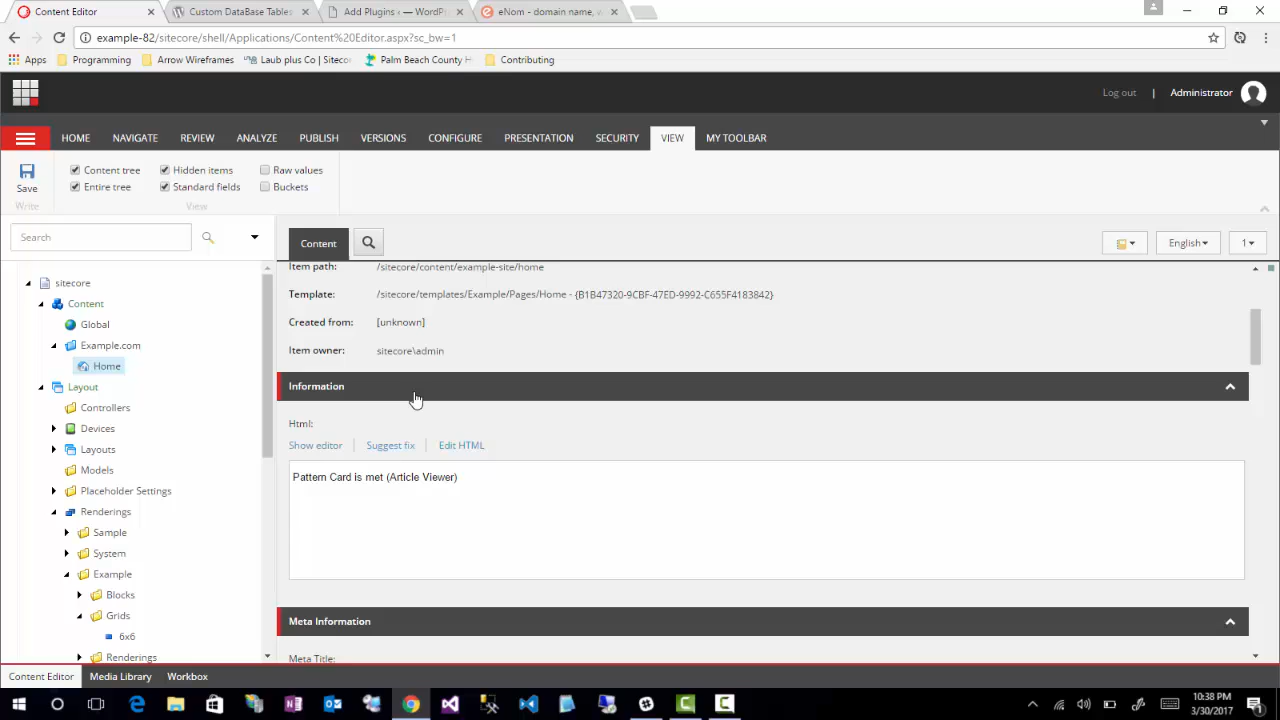 Content Editor
Custom DataBase Tables
Add Plugins ‹ — WordPr
eNom - domain name, w
example-82/sitecore/shell/Applications/Content%20Editor.aspx?sc_bw=1
Apps
Programming
Arrow Wireframes
Laub plus Co | Sitecor
Palm Beach County H
Contributing
Log out | Administrator
HOME NAVIGATE REVIEW ANALYZE PUBLISH VERSIONS CONFIGURE PRESENTATION SECURITY VIEW MY TOOLBAR
Save
Write
Content tree
Hidden items
Raw values
Entire tree
Standard fields
Buckets
View
Search
Content
English
1
sitecore
Content
Global
Example.com
Home
Layout
Controllers
Devices
Layouts
Models
Placeholder Settings
Renderings
Sample
System
Example
Blocks
Grids
6x6
Renderings
Item path: /sitecore/content/example-site/home
Template: /sitecore/templates/Example/Pages/Home - {B1B47320-9CBF-47ED-9992-C655F4183842}
Created from: [unknown]
Item owner: sitecore\admin
Information
Html:
Show editor | Suggest fix | Edit HTML
Pattern Card is met (Article Viewer)
Meta Information
Meta Title:
Content Editor
Media Library
Workbox
10:38 PM
3/30/2017